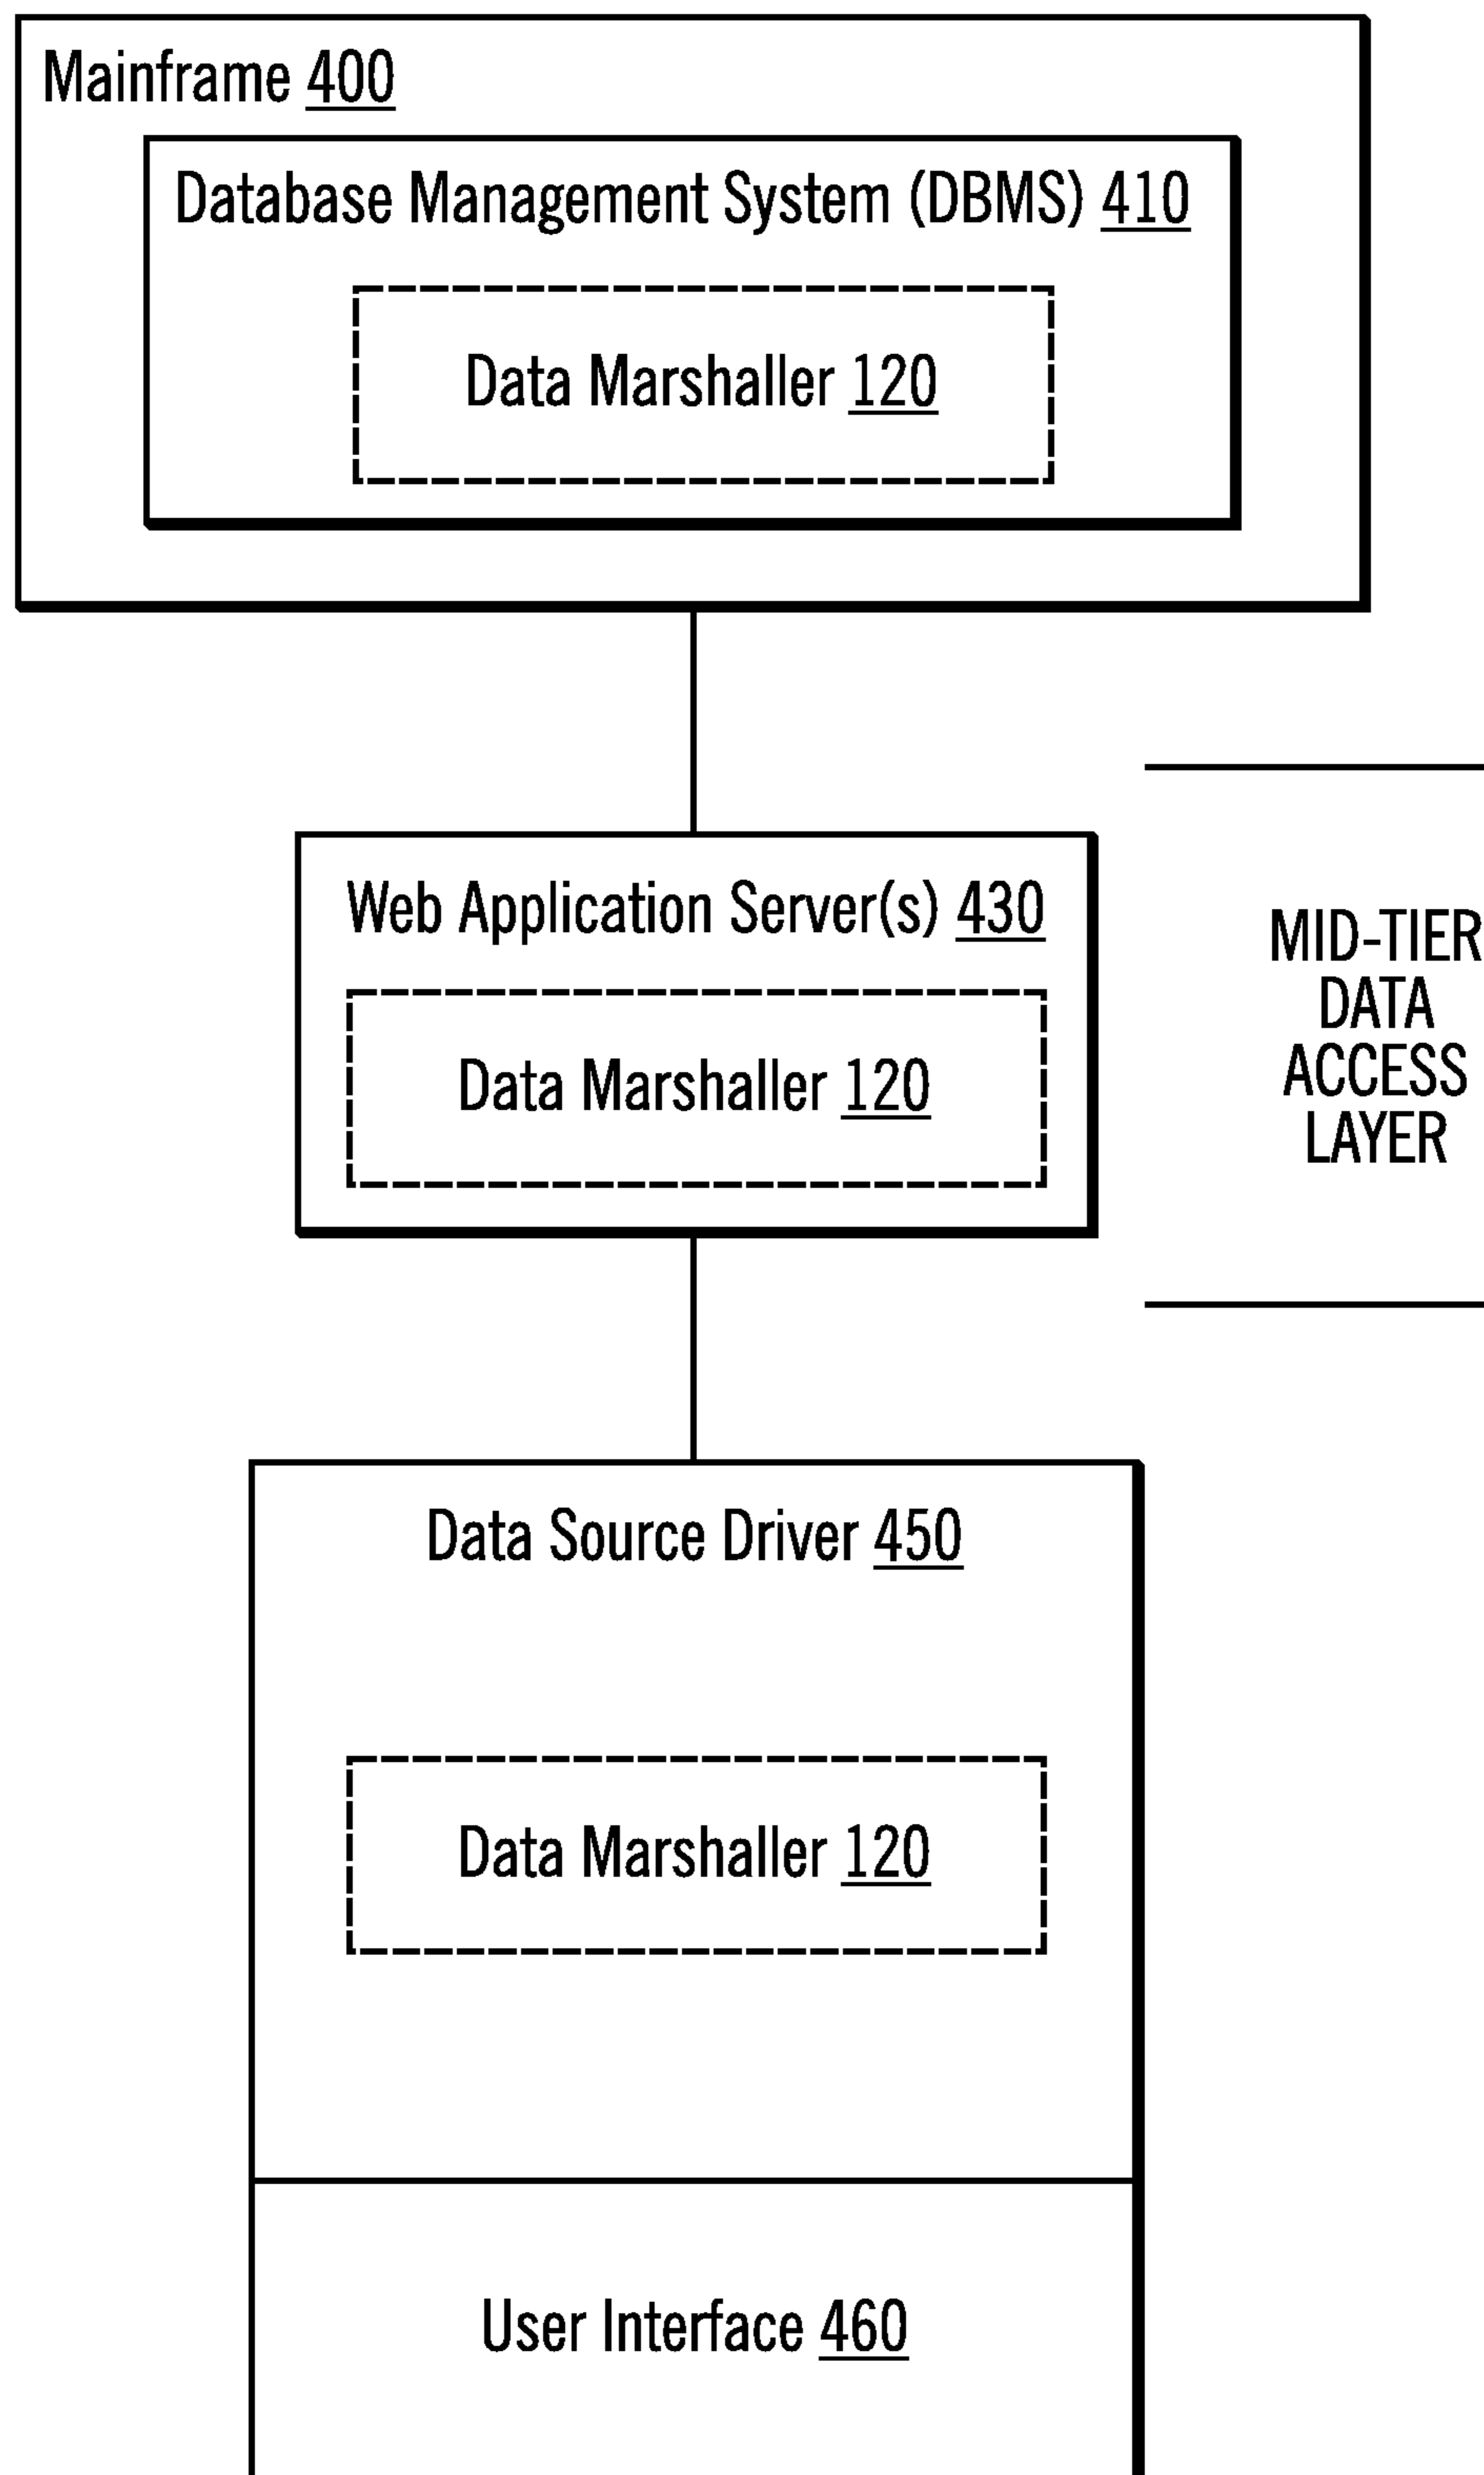 Mainframe 400
Database Management System (DBMS) 410
Data Marshaller 120
Web Application Server(s) 430
Data Marshaller 120
MID-TIER
DATA
ACCESS
LAYER
Data Source Driver 450
Data Marshaller 120
User Interface 460